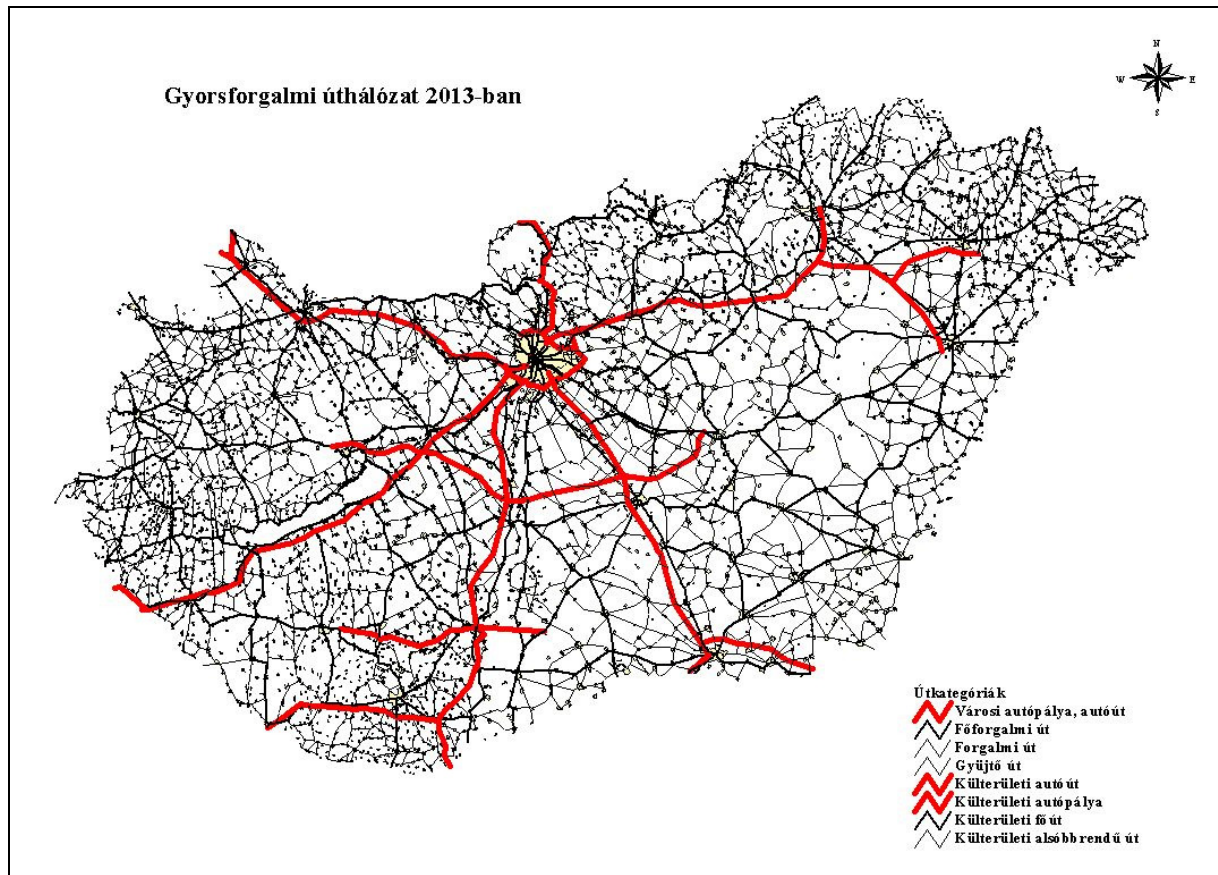 Gyorsforgalmi úthálózat 2013-ban
N
W E
S
Útkategóriák
Városi autópálya, autóút
Főforgalmi út
Forgalmi út
Gyüjtő út
Külterületi autóút
Külterületi autópálya
Külterületi főút
Külterületi alsóbbrendű út